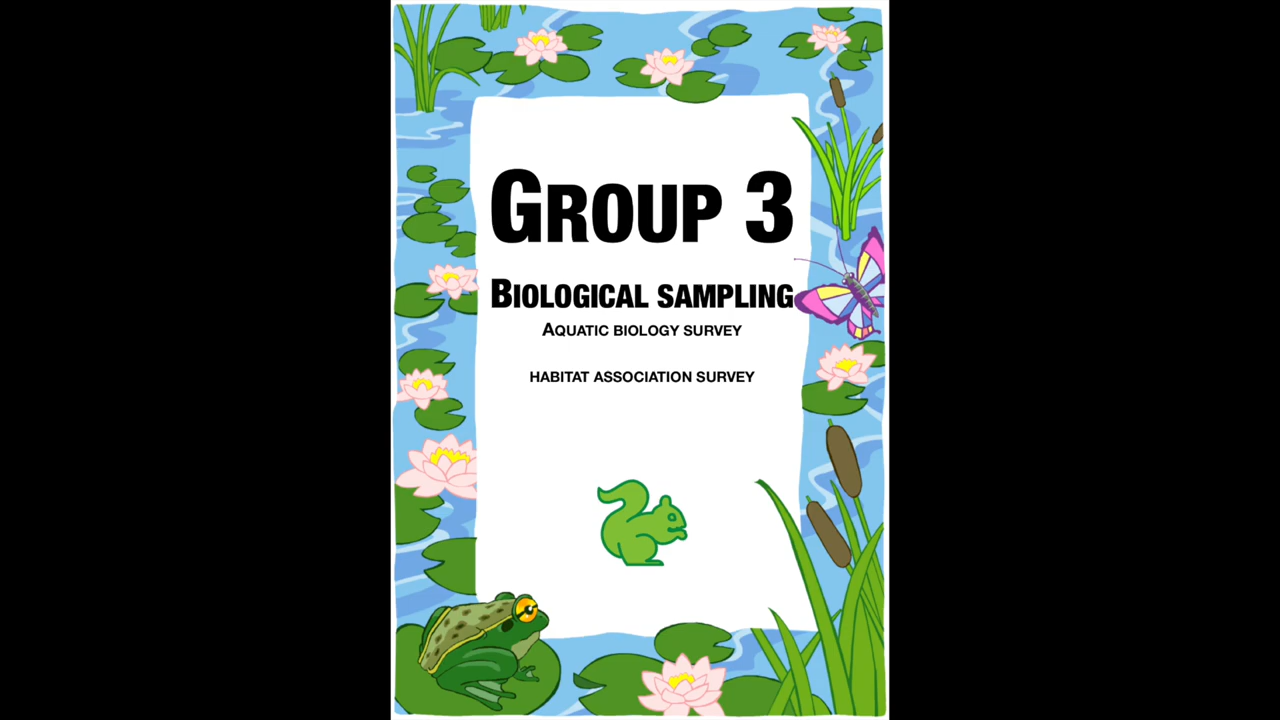 Group 3
Biological sampling
Aquatic biology survey
habitat association survey